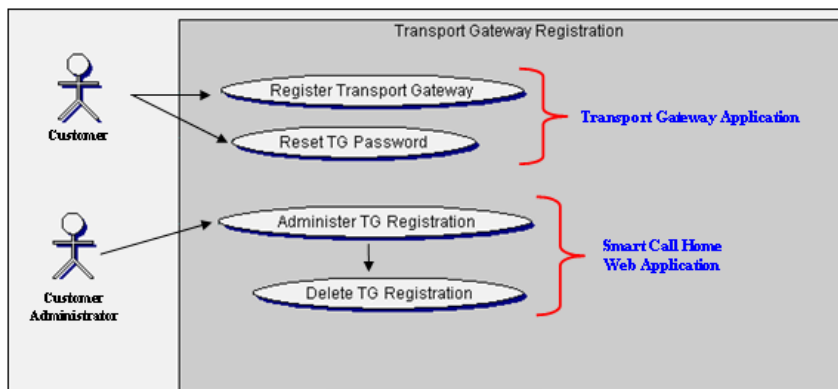 Transport Gateway Registration
Register Transport Gateway
Transport Gateway Application
Customer
Reset TG Password
Administer TG Registration
Smart Call Home
Web Application
Customer
Administrator
Delete TG Registration